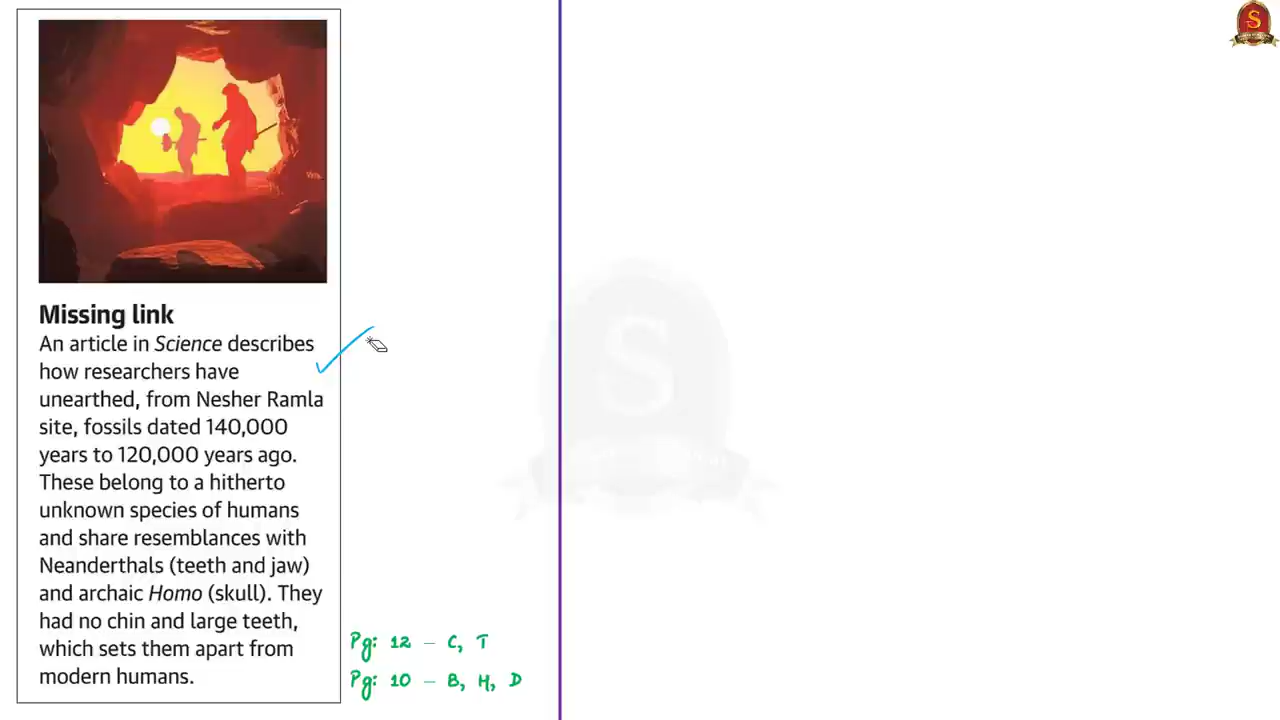 Missing link
An article in Science describes
how researchers have
unearthed, from Nesher Ramla
site, fossils dated 140,000
years to 120,000 years ago.
These belong to a hitherto
unknown species of humans
and share resemblances with
Neanderthals (teeth and jaw)
and archaic Homo (skull). They
had no chin and large teeth,
which sets them apart from
modern humans.
Pg: 12 – C, T
Pg: 10 – B, H, D
S
S